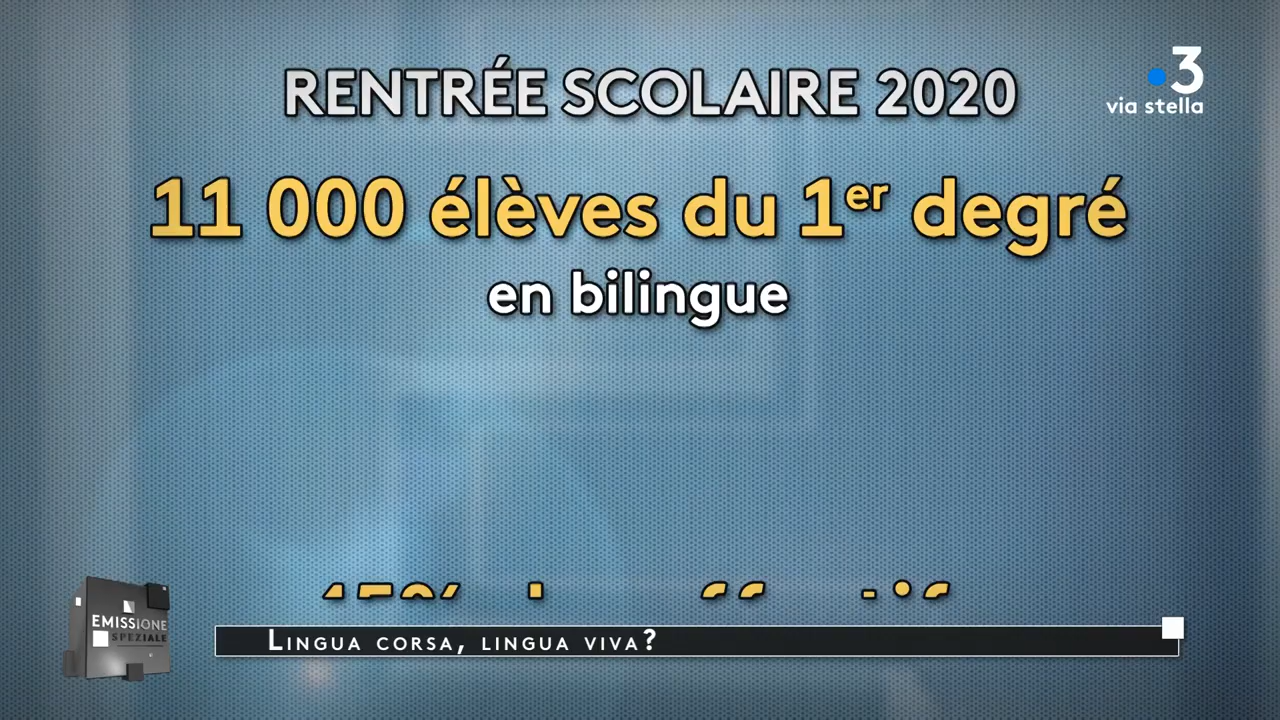 RENTRÉE SCOLAIRE 2020
3
via stella
11 000 élèves du 1er degré
en bilingue
EMISSIONE
SPEZIALE
LINGUA CORSA, LINGUA VIVA?